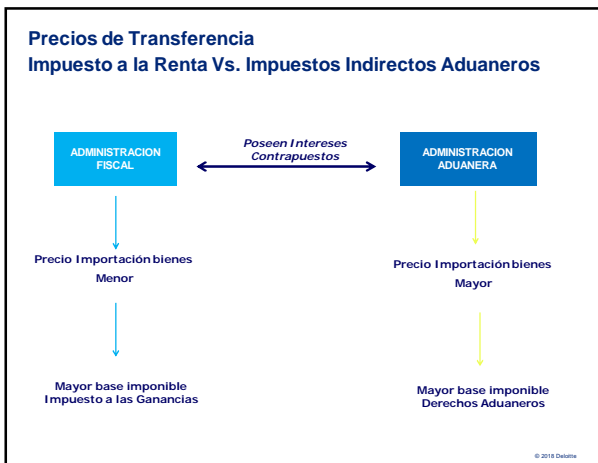 Precios de Transferencia
Impuesto a la Renta Vs. Impuestos Indirectos Aduaneros
ADMINISTRACION
FISCAL
Poseen Intereses
Contrapuestos
ADMINISTRACION
ADUANERA
Precio Importación bienes
Menor
Precio Importación bienes
Mayor
Mayor base imponible
Impuesto a las Ganancias
Mayor base imponible
Derechos Aduaneros
© 2018 Deloitte